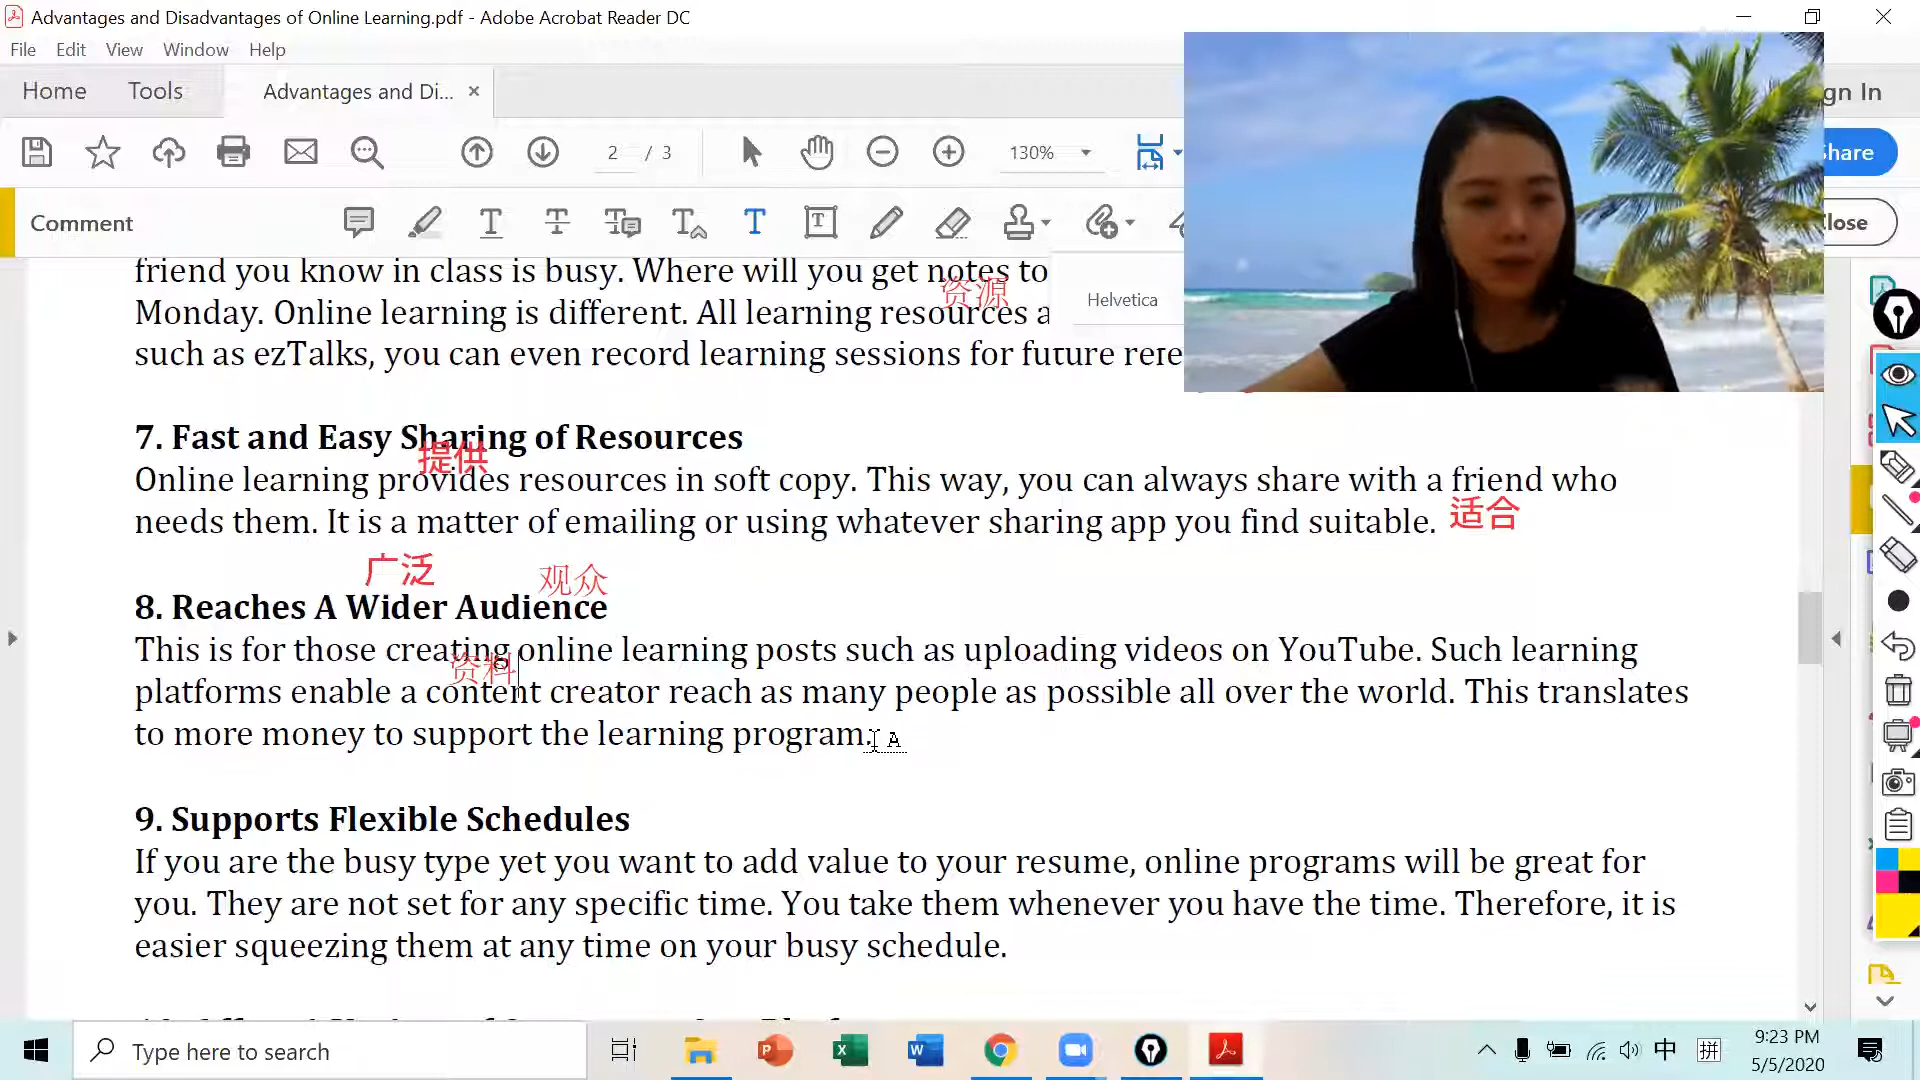 Advantages and Disadvantages of Online Learning.pdf - Adobe Acrobat Reader DC
File Edit View Window Help
Home Tools Advantages and Di... ×
gn In
2 / 3 130%
hare
Comment
lose
friend you know in class is busy. Where will you get notes to
资源
Helvetica
Monday. Online learning is different. All learning resources a
such as ezTalks, you can even record learning sessions for future
7. Fast and Easy Sharing of Resources
提供
Online learning provides resources in soft copy. This way, you can always share with a friend who
needs them. It is a matter of emailing or using whatever sharing app you find suitable. 适合
广泛 观众
8. Reaches A Wider Audience
This is for those creating online learning posts such as uploading videos on YouTube. Such learning
资料
platforms enable a content creator reach as many people as possible all over the world. This translates
to more money to support the learning program.
9. Supports Flexible Schedules
If you are the busy type yet you want to add value to your resume, online programs will be great for
you. They are not set for any specific time. You take them whenever you have the time. Therefore, it is
easier squeezing them at any time on your busy schedule.
Type here to search
中 拼
9:23 PM
5/5/2020